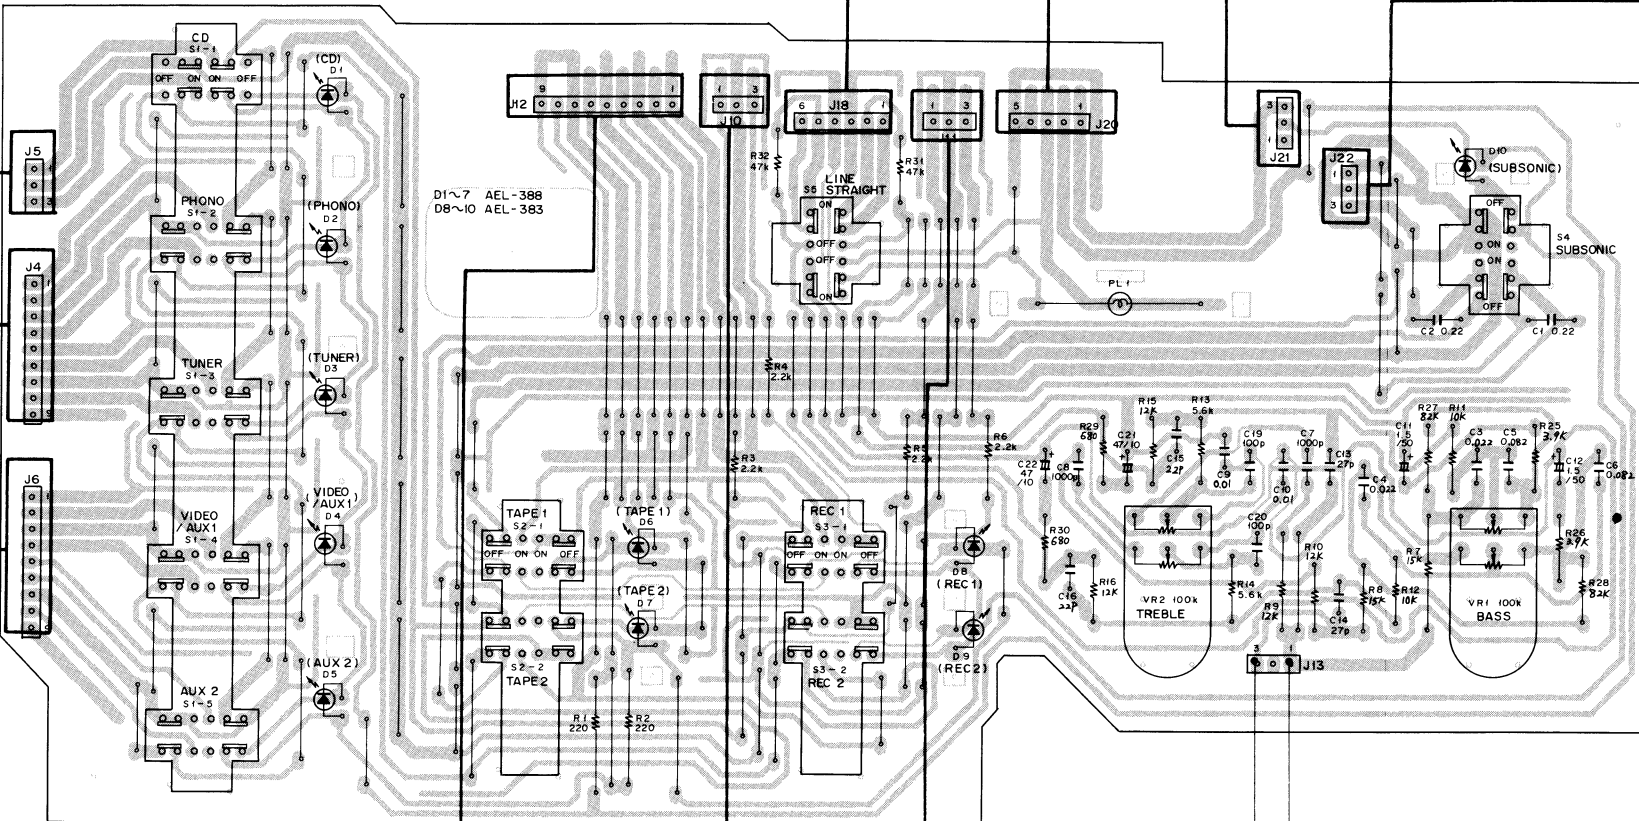 CD
S1-1
OFF ON ON OFF
(CD)
D1
J12
9 1
1 3
J10
6 J18 1
1 3
J11
5 1
J20
3
1
J21
J22
1
3
D10
(SUBSONIC)
J5
1
3
R32
47k
R31
47k
D1~7 AEL-388
D8~10 AEL-383
S5 LINE
STRAIGHT
ON
OFF
OFF
ON
PHONO
S1-2
(PHONO)
D2
OFF
ON
ON
OFF
S4
SUBSONIC
J4
1
9
PL1
C2 0.22
C1 0.22
TUNER
S1-3
(TUNER)
D3
R4
2.2k
R3
2.2k
R5
2.2k
R6
2.2k
R29
680
C21
47/10
R15
12K
R13
5.6k
C22
47
/10
C8
1000p
C15
22P
C9
0.01
C19
100p
C7
1000p
C10
0.01
C13
27p
C4
0.022
C11
1.5
/50
R27
82K
R11
10K
C3
0.022
C5
0.082
R25
3.9K
C12
1.5
/50
C6
0.082
J6
1
9
VIDEO
/AUX1
S1-4
(VIDEO
/AUX1)
D4
TAPE1
S2-1
OFF ON ON OFF
(TAPE1)
D6
(TAPE2)
D7
S2-2
TAPE2
REC 1
S3-1
OFF ON ON OFF
D8
(REC1)
D9
(REC2)
S3-2
REC 2
R30
680
C16
22P
R16
12K
VR2 100k
TREBLE
R14
5.6k
C20
100p
R9
12K
R10
12K
C14
27p
R8
15K
R12
10K
R7
15K
VR1 100k
BASS
R26
3.9K
R28
82K
3 1
J13
AUX 2
S1-5
(AUX 2)
D5
R1
220
R2
220